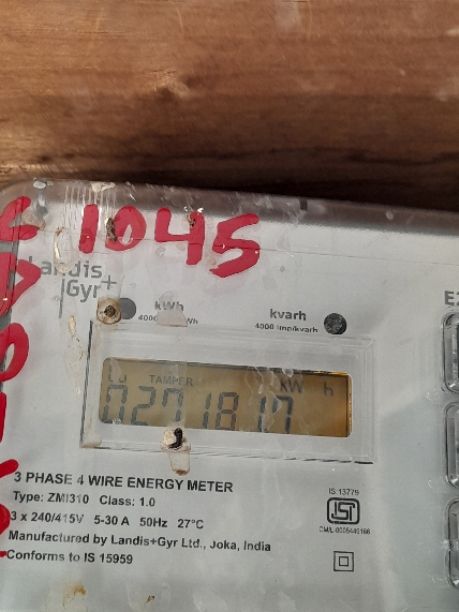 1045
Landis
Gyr+
kWh
kvarh
4000 imp/kvarh
TAMPER kW h
0271817
3 PHASE 4 WIRE ENERGY METER
Type: ZMI310 Class: 1.0
3 x 240/415V 5-30 A 50Hz 27°C
Manufactured by Landis+Gyr Ltd., Joka, India
Conforms to IS 15959
IS 13779
ISI